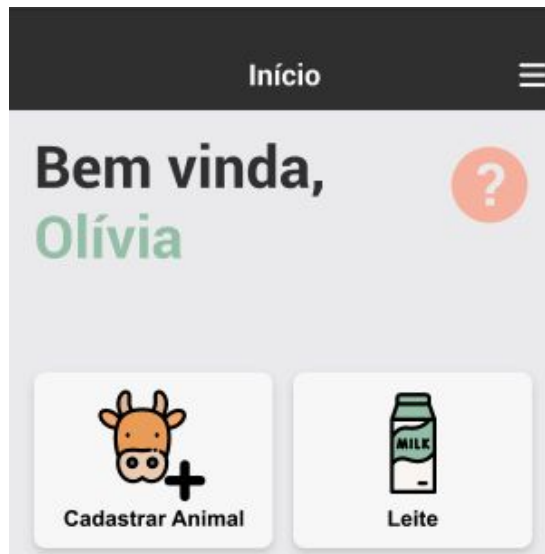 Início
Bem vinda,
Olívia
?
MILK
Cadastrar Animal
Leite